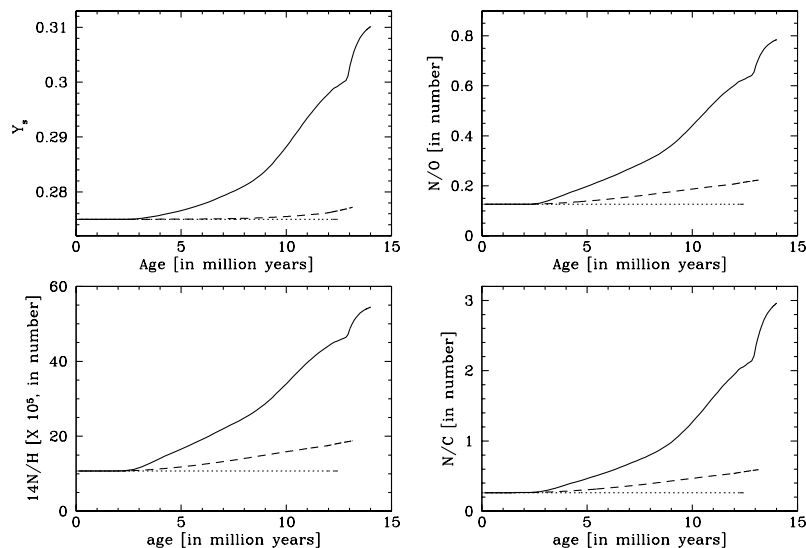 0.31
0.3
0.29
0.28
Y_s
0 5 10 15
Age [in million years]
0.8
0.6
0.4
0.2
0
N/O [in number]
0 5 10 15
Age [in million years]
60
40
20
0
14N/H [X 10^5, in number]
0 5 10 15
age [in million years]
3
2
1
0
N/C [in number]
0 5 10 15
age [in million years]